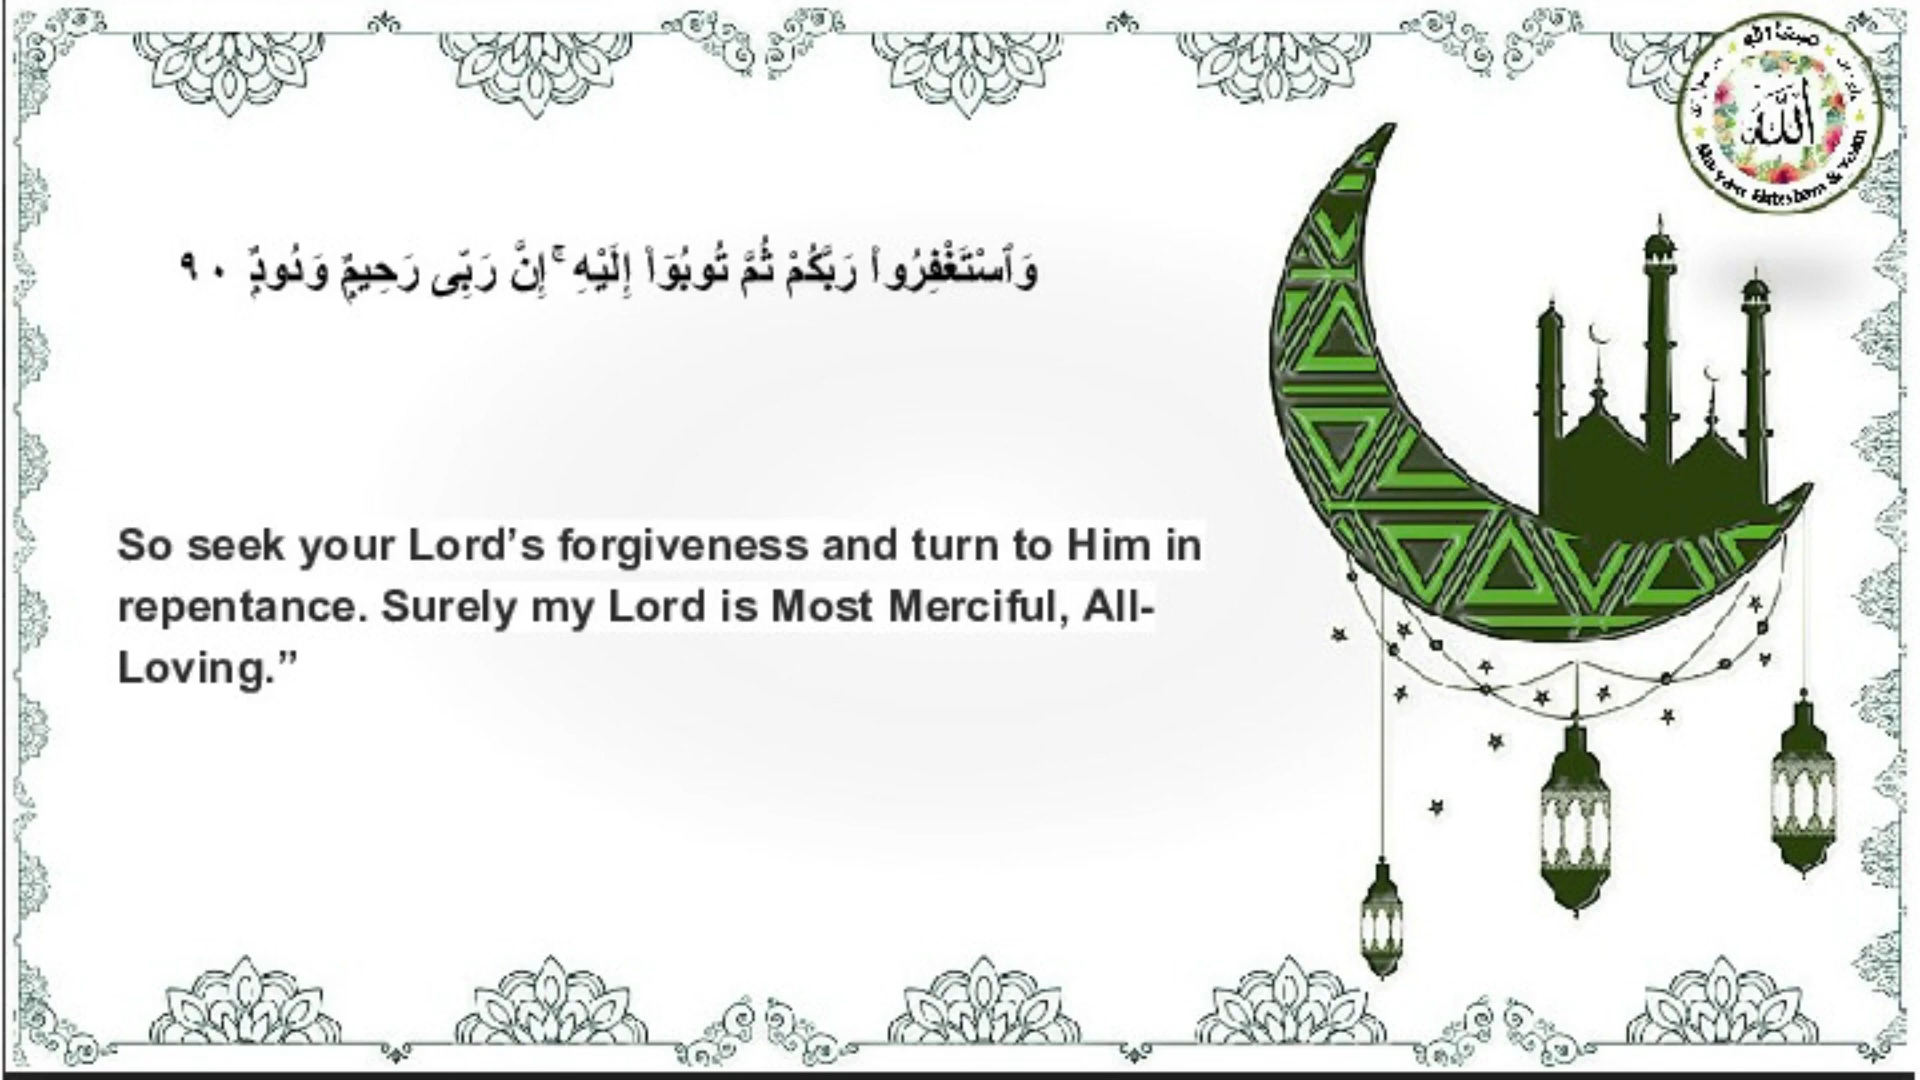 وَٱسْتَغْفِرُوا۟ رَبَّكُمْ ثُمَّ تُوبُوٓا۟ إِلَيْهِ ۚ إِنَّ رَبِّى رَحِيمٌ وَدُودٌ ٩٠
So seek your Lord’s forgiveness and turn to Him in
repentance. Surely my Lord is Most Merciful, All-
Loving.”
الله